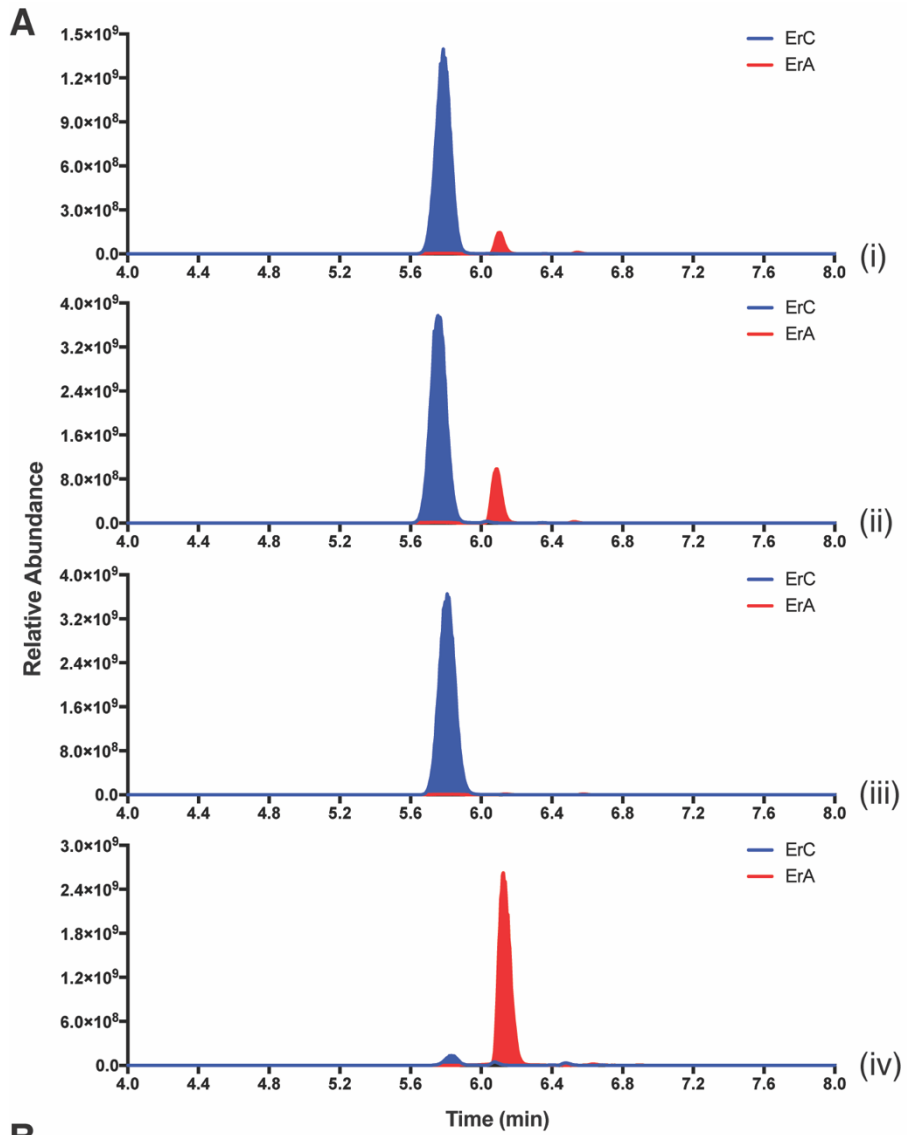 A
1.5×10⁹
1.2×10⁹
9.0×10⁸
6.0×10⁸
3.0×10⁸
0.0
4.0 4.4 4.8 5.2 5.6 6.0 6.4 6.8 7.2 7.6 8.0
ErC
ErA
(i)
4.0×10⁹
3.2×10⁹
2.4×10⁹
1.6×10⁹
8.0×10⁸
0.0
4.0 4.4 4.8 5.2 5.6 6.0 6.4 6.8 7.2 7.6 8.0
ErC
ErA
(ii)
Relative Abundance
4.0×10⁹
3.2×10⁹
2.4×10⁹
1.6×10⁹
8.0×10⁸
0.0
4.0 4.4 4.8 5.2 5.6 6.0 6.4 6.8 7.2 7.6 8.0
ErC
ErA
(iii)
3.0×10⁹
2.4×10⁹
1.8×10⁹
1.2×10⁹
6.0×10⁸
0.0
4.0 4.4 4.8 5.2 5.6 6.0 6.4 6.8 7.2 7.6 8.0
ErC
ErA
(iv)
Time (min)